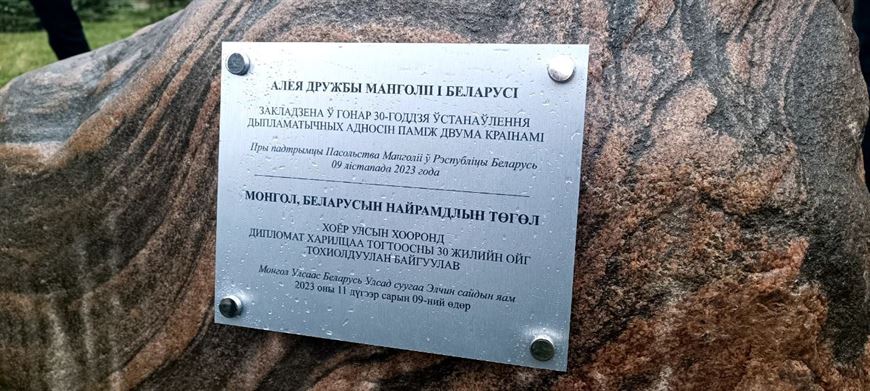 АЛЕЯ ДРУЖБЫ МАНГОЛІІ І БЕЛАРУСІ
ЗАКЛАДЗЕНА Ў ГОНАР 30-ГОДДЗЯ ЎСТАНАЎЛЕННЯ
ДЫПЛАМАТЫЧНЫХ АДНОСІН ПАМІЖ ДВУМА КРАІНАМІ
Пры падтрымцы Пасольства Манголіі ў Рэспубліцы Беларусь
09 лістапада 2023 года
МОНГОЛ, БЕЛАРУСЫН НАЙРАМДЛЫН ТӨГӨЛ
ХОЁР УЛСЫН ХООРОНД
ДИПЛОМАТ ХАРИЛЦАА ТОГТООСНЫ 30 ЖИЛИЙН ОЙГ
ТОХИОЛДУУЛАН БАЙГУУЛАВ
Монгол Улсаас Беларусь Улсад суугаа Элчин сайдын яам
2023 оны 11 дүгээр сарын 09-ний өдөр